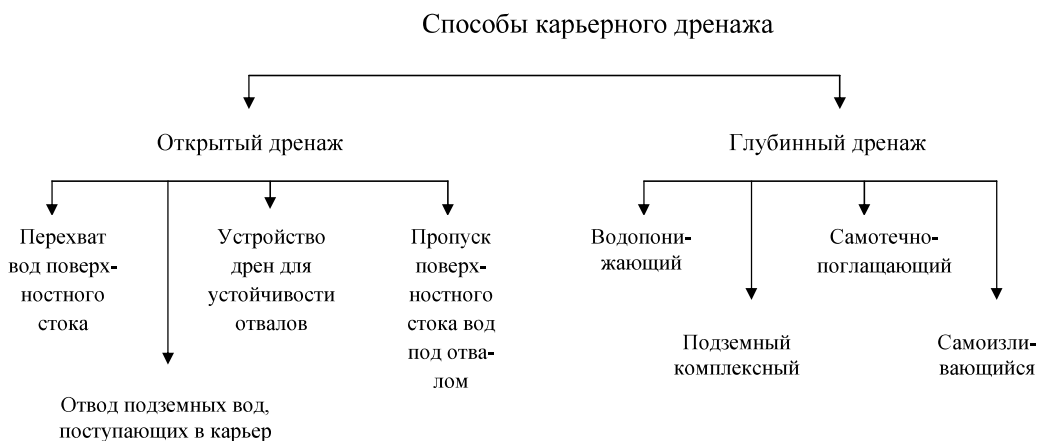 Способы карьерного дренажа
Открытый дренаж
Глубинный дренаж
Перехват
вод поверх-
ностного
стока
Отвод подземных вод,
поступающих в карьер
Устройство
дрен для
устойчивости
отвалов
Пропуск
поверх-
ностного
стока вод
под отва-
лом
Водопони-
жающий
Подземный
комплексный
Самотечно-
поглащающий
Самоизли-
вающийся